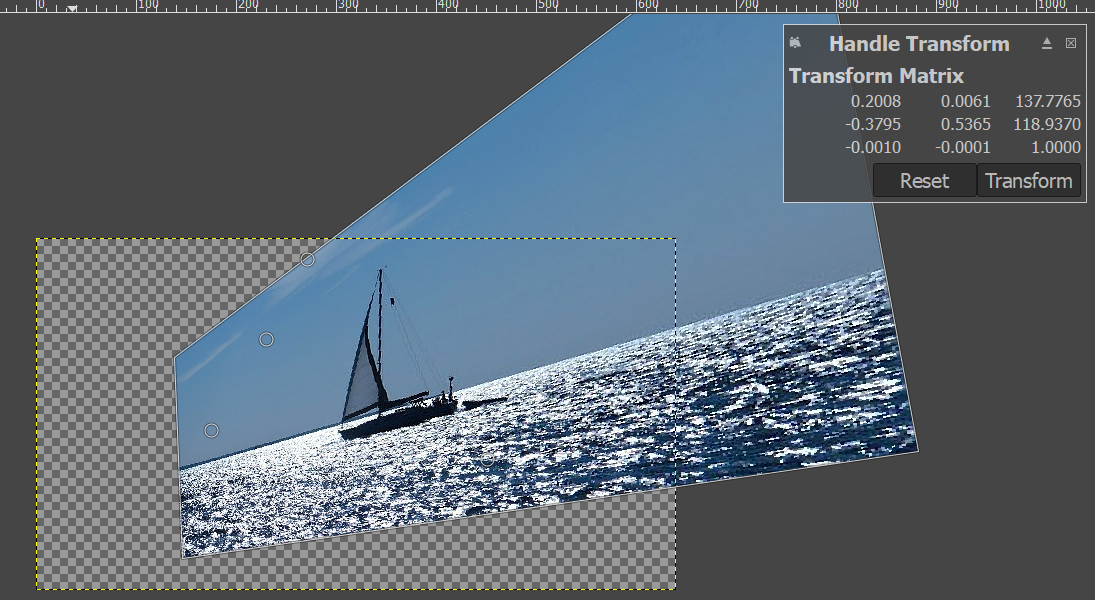 0 100 200 300 400 500 600 700 800 900 1000
Handle Transform
Transform Matrix
0.2008 0.0061 137.7765
-0.3795 0.5365 118.9370
-0.0010 -0.0001 1.0000
Reset Transform